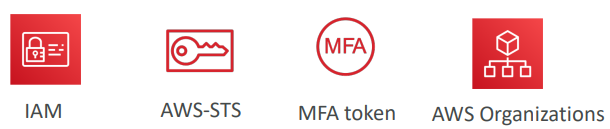 MFA
IAM
AWS-STS
MFA token
AWS Organizations